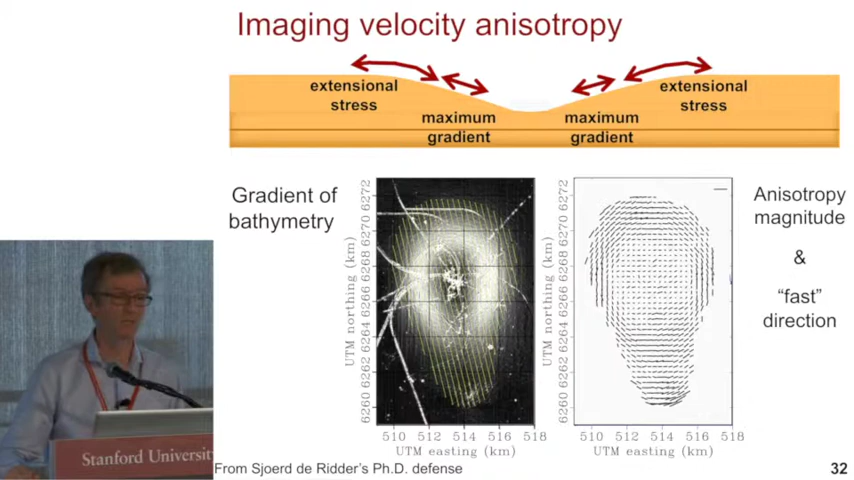 Imaging velocity anisotropy
extensional
stress
maximum
gradient
maximum
gradient
extensional
stress
Gradient of
bathymetry
UTM northing (km)
6260 6262 6264 6266 6268 6270 6272
510 512 514 516 518
UTM easting (km)
UTM northing (km)
6260 6262 6264 6266 6268 6270 6272
510 512 514 516 518
UTM easting (km)
Anisotropy
magnitude
&
“fast”
direction
Stanford University
From Sjoerd de Ridder’s Ph.D. defense
32